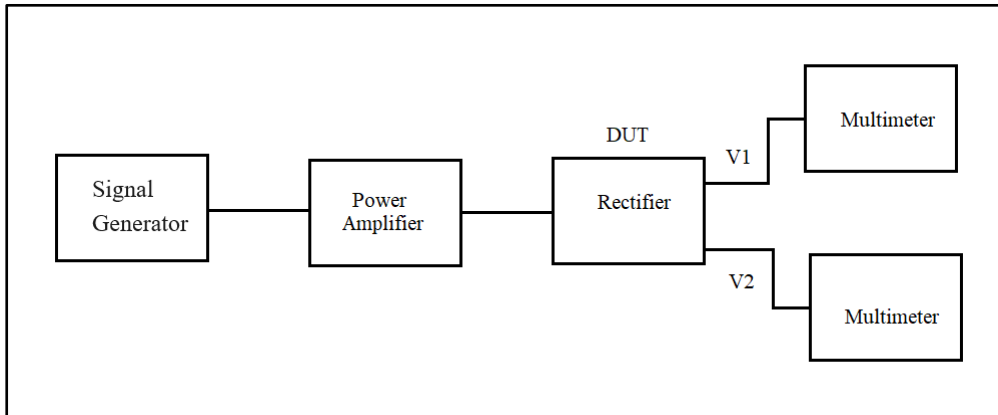 Signal
Generator
Power
Amplifier
DUT
Rectifier
V1
V2
Multimeter
Multimeter